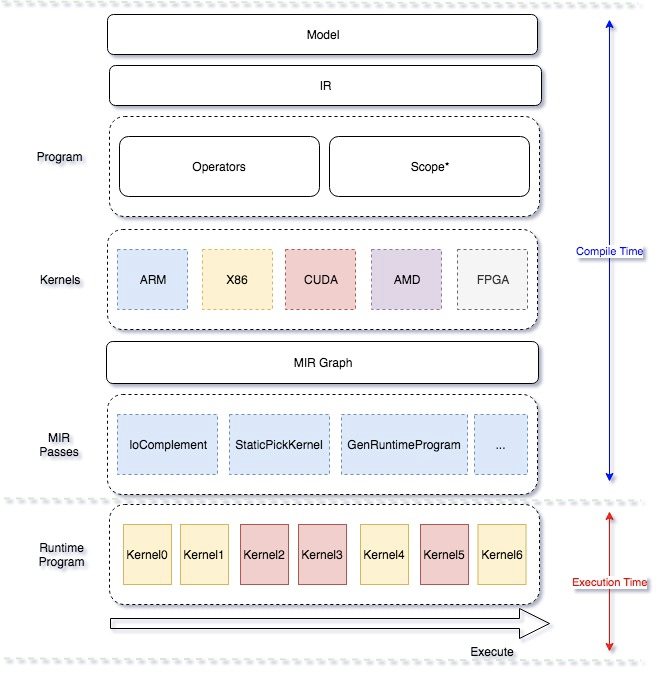 Model
IR
Program
Operators
Scope*
Compile Time
Kernels
ARM
X86
CUDA
AMD
FPGA
MIR Graph
MIR
Passes
IoComplement
StaticPickKernel
GenRuntimeProgram
...
Runtime
Program
Kernel0
Kernel1
Kernel2
Kernel3
Kernel4
Kernel5
Kernel6
Execution Time
Execute